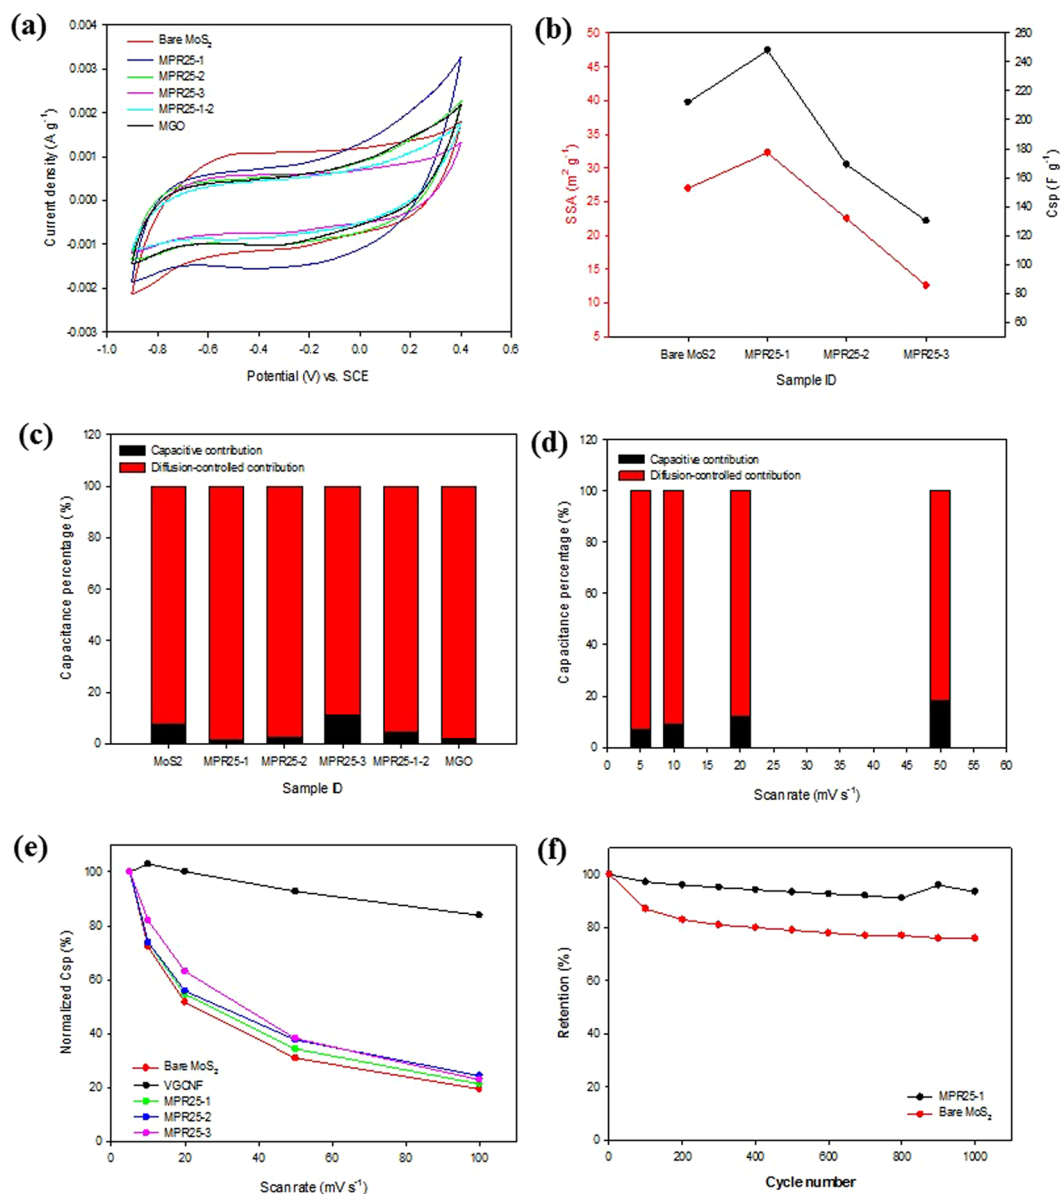 (a)
0.004
0.003
0.002
0.001
0.000
-0.001
-0.002
-0.003
Current density (A g-1)
Bare MoS2
MPR25-1
MPR25-2
MPR25-3
MPR25-1-2
MGO
-1.0 -0.8 -0.6 -0.4 -0.2 0.0 0.2 0.4 0.6
Potential (V) vs. SCE
(b)
50
45
40
35
30
25
20
15
10
5
SSA (m2 g-1)
260
240
220
200
180
160
140
120
100
80
60
Csp (F g-1)
Bare MoS2 MPR25-1 MPR25-2 MPR25-3
Sample ID
(c)
120
100
80
60
40
20
0
Capacitance percentage (%)
Capacitive contribution
Diffusion-controlled contribution
MoS2 MPR25-1 MPR25-2 MPR25-3 MPR25-1-2 MGO
Sample ID
(d)
120
100
80
60
40
20
0
Capacitance percentage (%)
Capacitive contribution
Diffusion-controlled contribution
0 5 10 15 20 25 30 35 40 45 50 55 60
Scan rate (mV s-1)
(e)
100
80
60
40
20
0
Normalized Csp (%)
Bare MoS2
VGCNF
MPR25-1
MPR25-2
MPR25-3
0 20 40 60 80 100
Scan rate (mV s-1)
(f)
100
80
60
40
20
0
Retention (%)
MPR25-1
Bare MoS2
0 200 400 600 800 1000
Cycle number